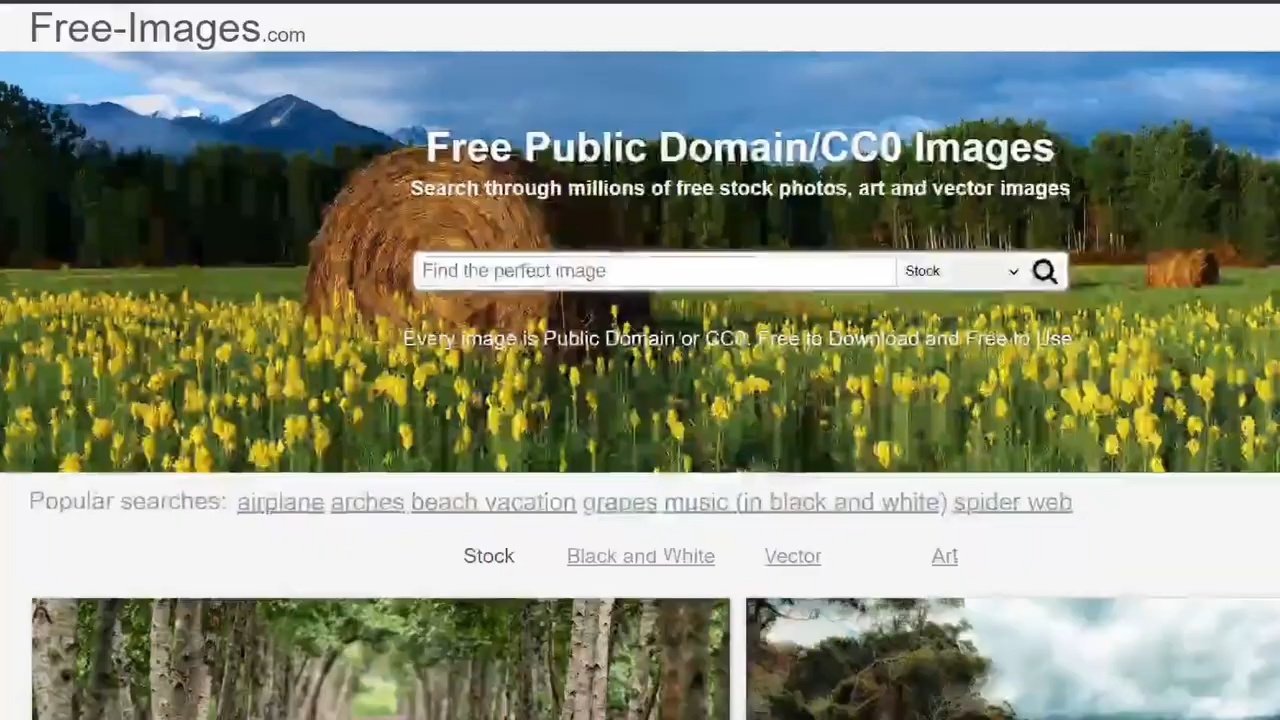 Free-Images.com
Free Public Domain/CC0 Images
Search through millions of free stock photos, art and vector images
Find the perfect image
Stock
Every image is Public Domain or CC0. Free to Download and Free to Use
Popular searches: airplane arches beach vacation grapes music (in black and white) spider web
Stock Black and White Vector Art